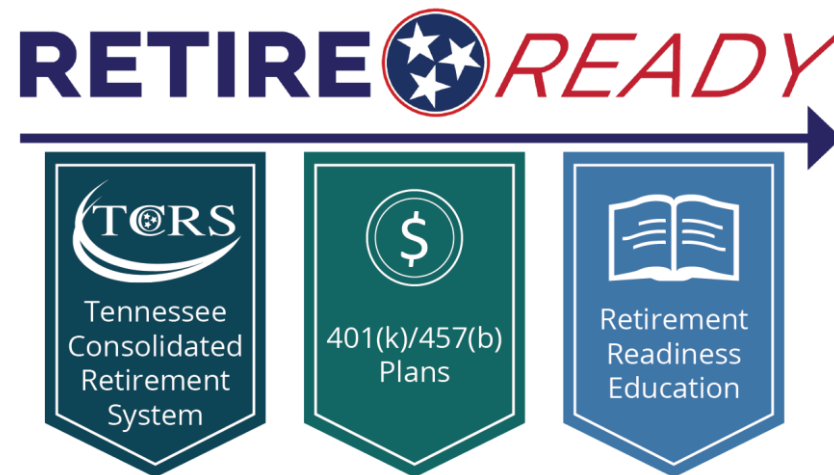 RETIRE READY
TCRS
Tennessee
Consolidated
Retirement
System
$
401(k)/457(b)
Plans
Retirement
Readiness
Education